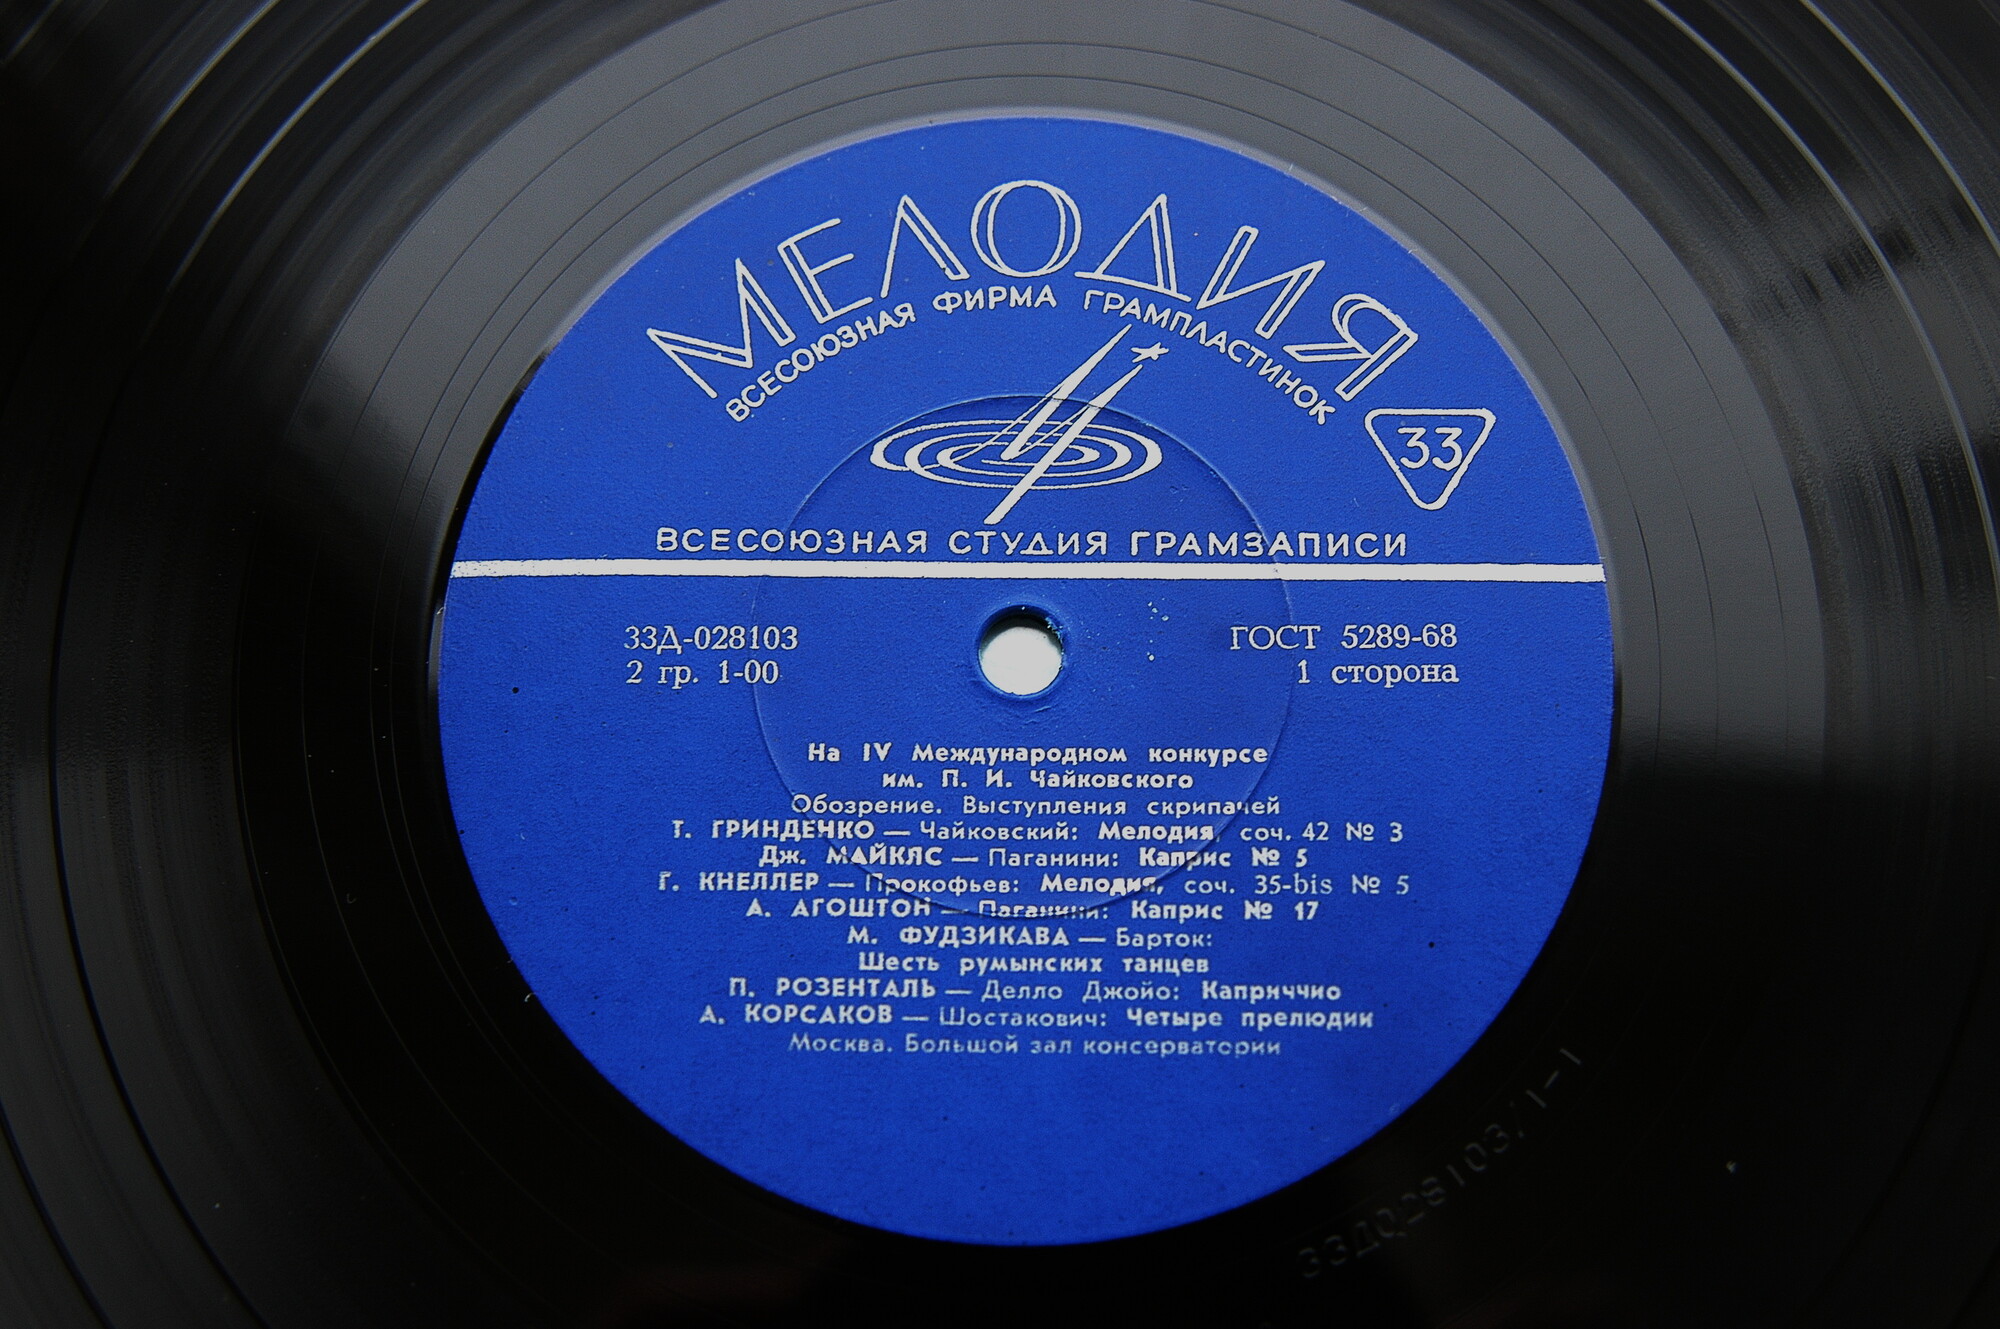 МЕЛОДИЯ
ВСЕСОЮЗНАЯ ФИРМА ГРАМПЛАСТИНОК
33
ВСЕСОЮЗНАЯ СТУДИЯ ГРАМЗАПИСИ
33Д-028103 ГОСТ 5289-68
2 гр. 1-00 1 сторона
На IV Международном конкурсе
им. П. И. Чайковского
Обозрение. Выступления скрипачей
Т. ГРИНДЕНКО — Чайковский: Мелодия, соч. 42 № 3
Дж. МАЙКЛС — Паганини: Каприс № 5
Г. КНЕЛЛЕР — Прокофьев: Мелодия, соч. 35-bis № 5
А. АГОШТОН — Паганини: Каприс № 17
М. ФУДЗИКАВА — Барток:
Шесть румынских танцев
П. РОЗЕНТАЛЬ — Делло Джойо: Каприччио
А. КОРСАКОВ — Шостакович: Четыре прелюдии
Москва. Большой зал консерватории
33Д028103/1-1